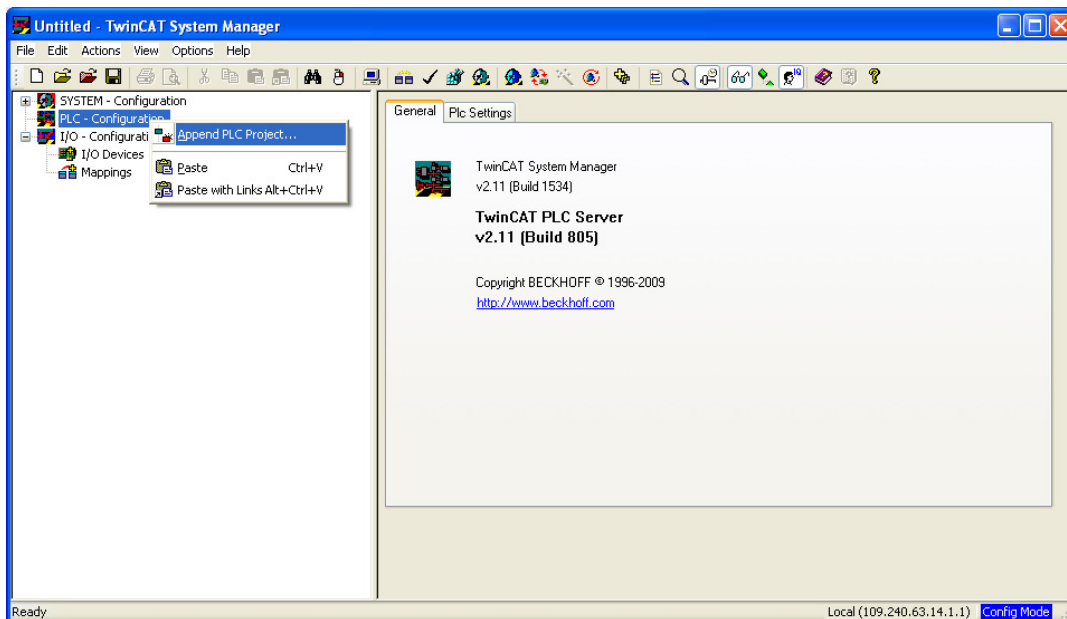 Untitled - TwinCAT System Manager
File Edit Actions View Options Help
SYSTEM - Configuration
PLC - Configuration
I/O - Configurati
I/O Devices
Mappings
Append PLC Project...
Paste Ctrl+V
Paste with Links Alt+Ctrl+V
General Plc Settings
TwinCAT System Manager
v2.11 (Build 1534)
TwinCAT PLC Server
v2.11 (Build 805)
Copyright BECKHOFF © 1996-2009
http://www.beckhoff.com
Ready Local (109.240.63.14.1.1) Config Mode